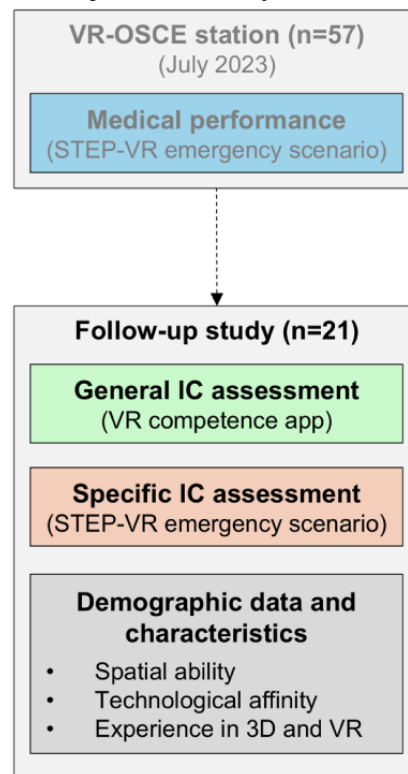 VR-OSCE station (n=57)
(July 2023)
Medical performance
(STEP-VR emergency scenario)
Follow-up study (n=21)
General IC assessment
(VR competence app)
Specific IC assessment
(STEP-VR emergency scenario)
Demographic data and
characteristics
• Spatial ability
• Technological affinity
• Experience in 3D and VR